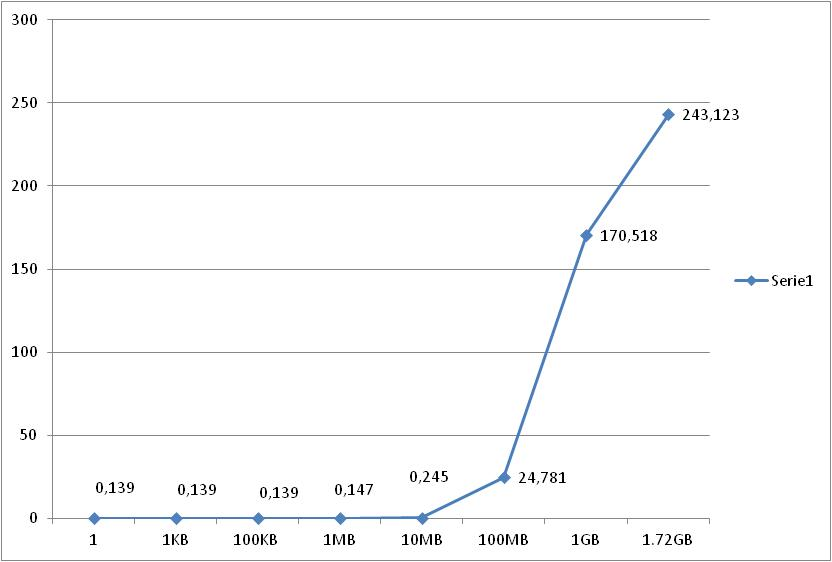 300
250
200
150
100
50
0
0,139
0,139
0,139
0,147
0,245
24,781
170,518
243,123
1
1KB
100KB
1MB
10MB
100MB
1GB
1.72GB
Serie1